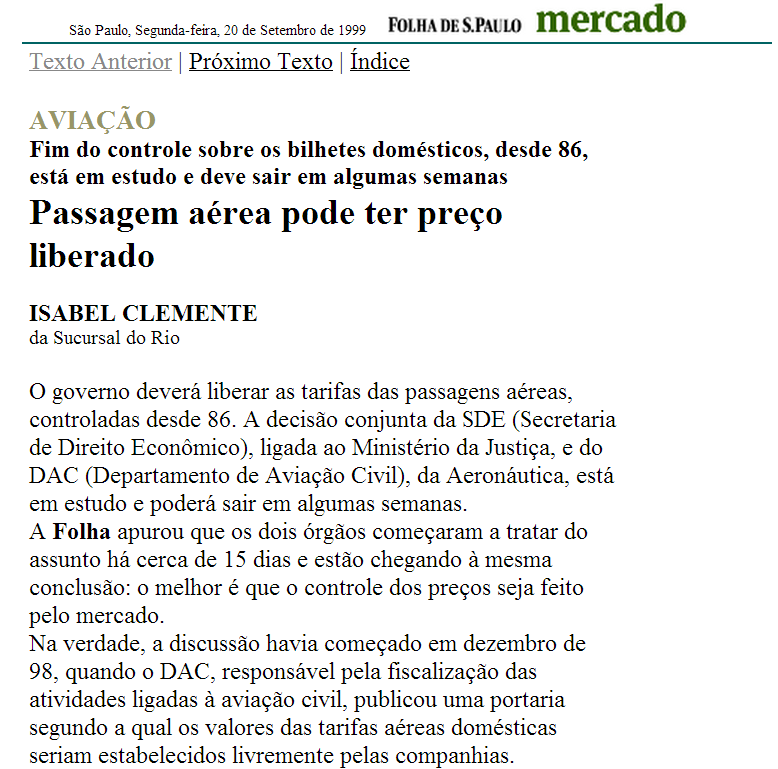 São Paulo, Segunda-feira, 20 de Setembro de 1999 FOLHA DE S.PAULO mercado
Texto Anterior | Próximo Texto | Índice
AVIAÇÃO
Fim do controle sobre os bilhetes domésticos, desde 86,
está em estudo e deve sair em algumas semanas
Passagem aérea pode ter preço
liberado
ISABEL CLEMENTE
da Sucursal do Rio
O governo deverá liberar as tarifas das passagens aéreas,
controladas desde 86. A decisão conjunta da SDE (Secretaria
de Direito Econômico), ligada ao Ministério da Justiça, e do
DAC (Departamento de Aviação Civil), da Aeronáutica, está
em estudo e poderá sair em algumas semanas.
A Folha apurou que os dois órgãos começaram a tratar do
assunto há cerca de 15 dias e estão chegando à mesma
conclusão: o melhor é que o controle dos preços seja feito
pelo mercado.
Na verdade, a discussão havia começado em dezembro de
98, quando o DAC, responsável pela fiscalização das
atividades ligadas à aviação civil, publicou uma portaria
segundo a qual os valores das tarifas aéreas domésticas
seriam estabelecidos livremente pelas companhias.